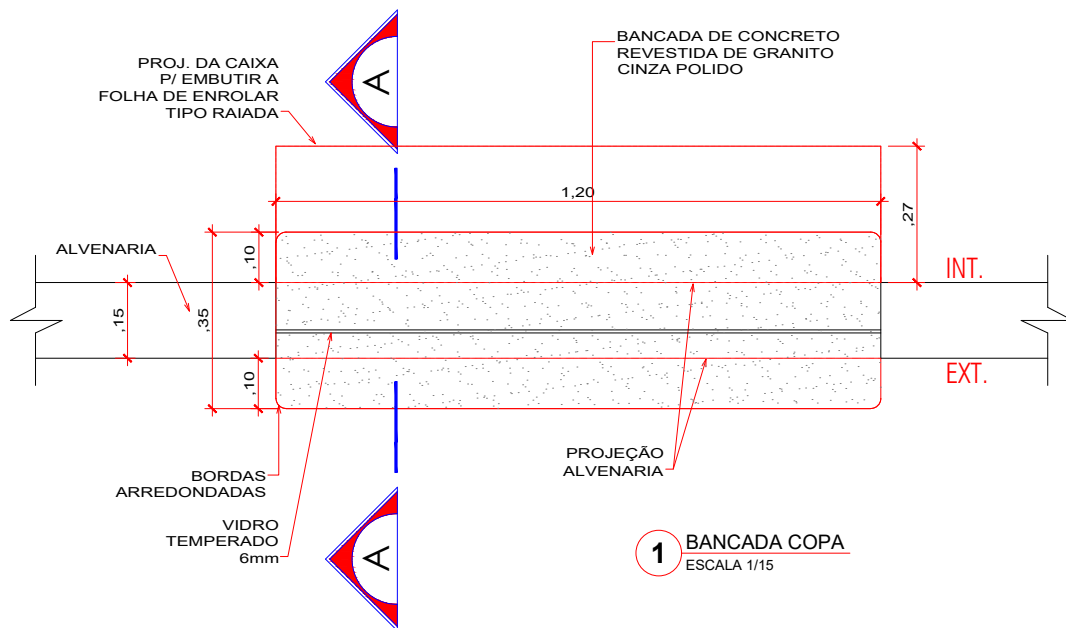 PROJ. DA CAIXA
P/ EMBUTIR A
FOLHA DE ENROLAR
TIPO RAIADA
A
BANCADA DE CONCRETO
REVESTIDA DE GRANITO
CINZA POLIDO
1,20
,27
ALVENARIA
,10
,15
,35
,10
INT.
EXT.
BORDAS
ARREDONDADAS
PROJEÇÃO
ALVENARIA
VIDRO
TEMPERADO
6mm
A
1
BANCADA COPA
ESCALA 1/15